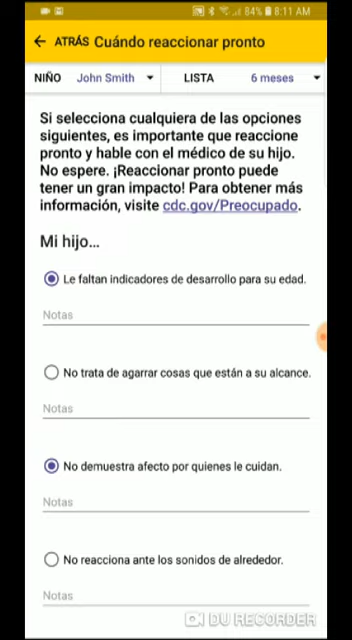 84% 8:11 AM
← ATRÁS Cuándo reaccionar pronto
NIÑO John Smith LISTA 6 meses
Si selecciona cualquiera de las opciones
siguientes, es importante que reaccione
pronto y hable con el médico de su hijo.
No espere. ¡Reaccionar pronto puede
tener un gran impacto! Para obtener más
información, visite cdc.gov/Preocupado.
Mi hijo...
Le faltan indicadores de desarrollo para su edad.
Notas
No trata de agarrar cosas que están a su alcance.
Notas
No demuestra afecto por quienes le cuidan.
Notas
No reacciona ante los sonidos de alrededor.
Notas
DU RECORDER